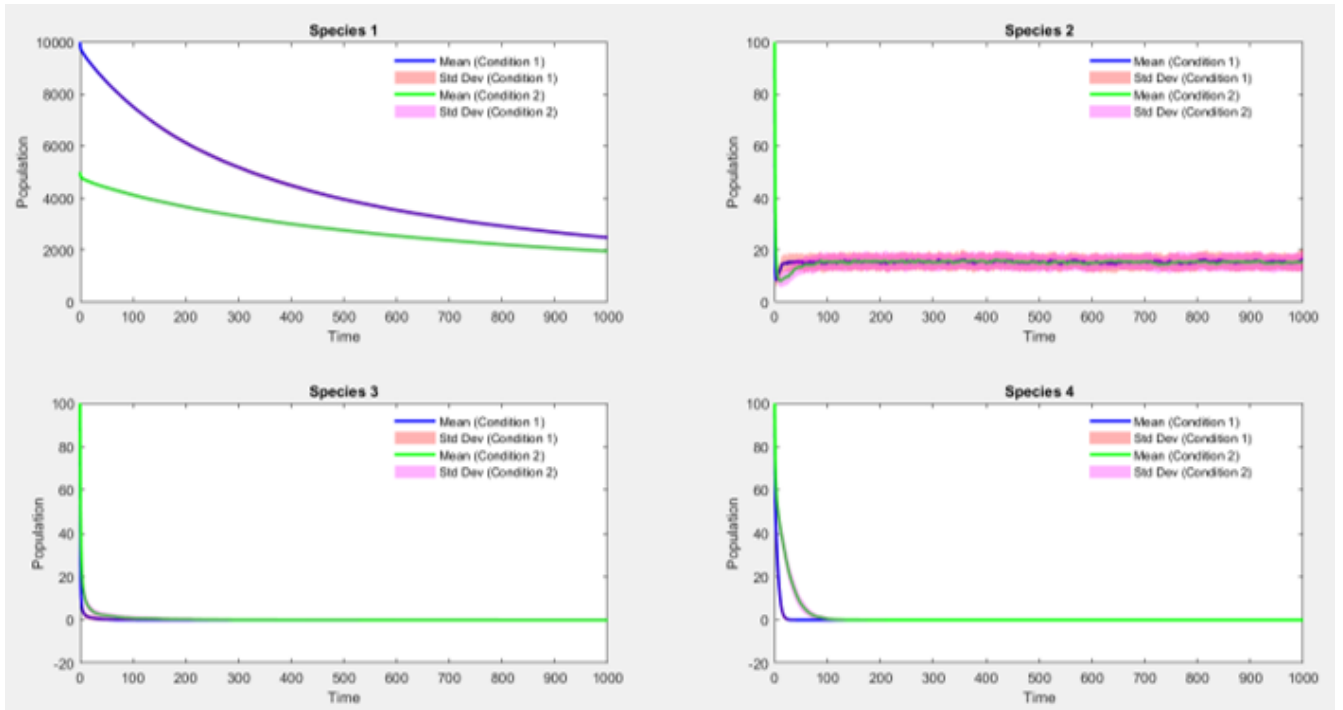 Species 1
10000
8000
6000
4000
2000
0
Population
0 100 200 300 400 500 600 700 800 900 1000
Time
Mean (Condition 1)
Std Dev (Condition 1)
Mean (Condition 2)
Std Dev (Condition 2)
Species 2
100
80
60
40
20
0
Population
0 100 200 300 400 500 600 700 800 900 1000
Time
Mean (Condition 1)
Std Dev (Condition 1)
Mean (Condition 2)
Std Dev (Condition 2)
Species 3
100
80
60
40
20
0
-20
Population
0 100 200 300 400 500 600 700 800 900 1000
Time
Mean (Condition 1)
Std Dev (Condition 1)
Mean (Condition 2)
Std Dev (Condition 2)
Species 4
100
80
60
40
20
0
-20
Population
0 100 200 300 400 500 600 700 800 900 1000
Time
Mean (Condition 1)
Std Dev (Condition 1)
Mean (Condition 2)
Std Dev (Condition 2)